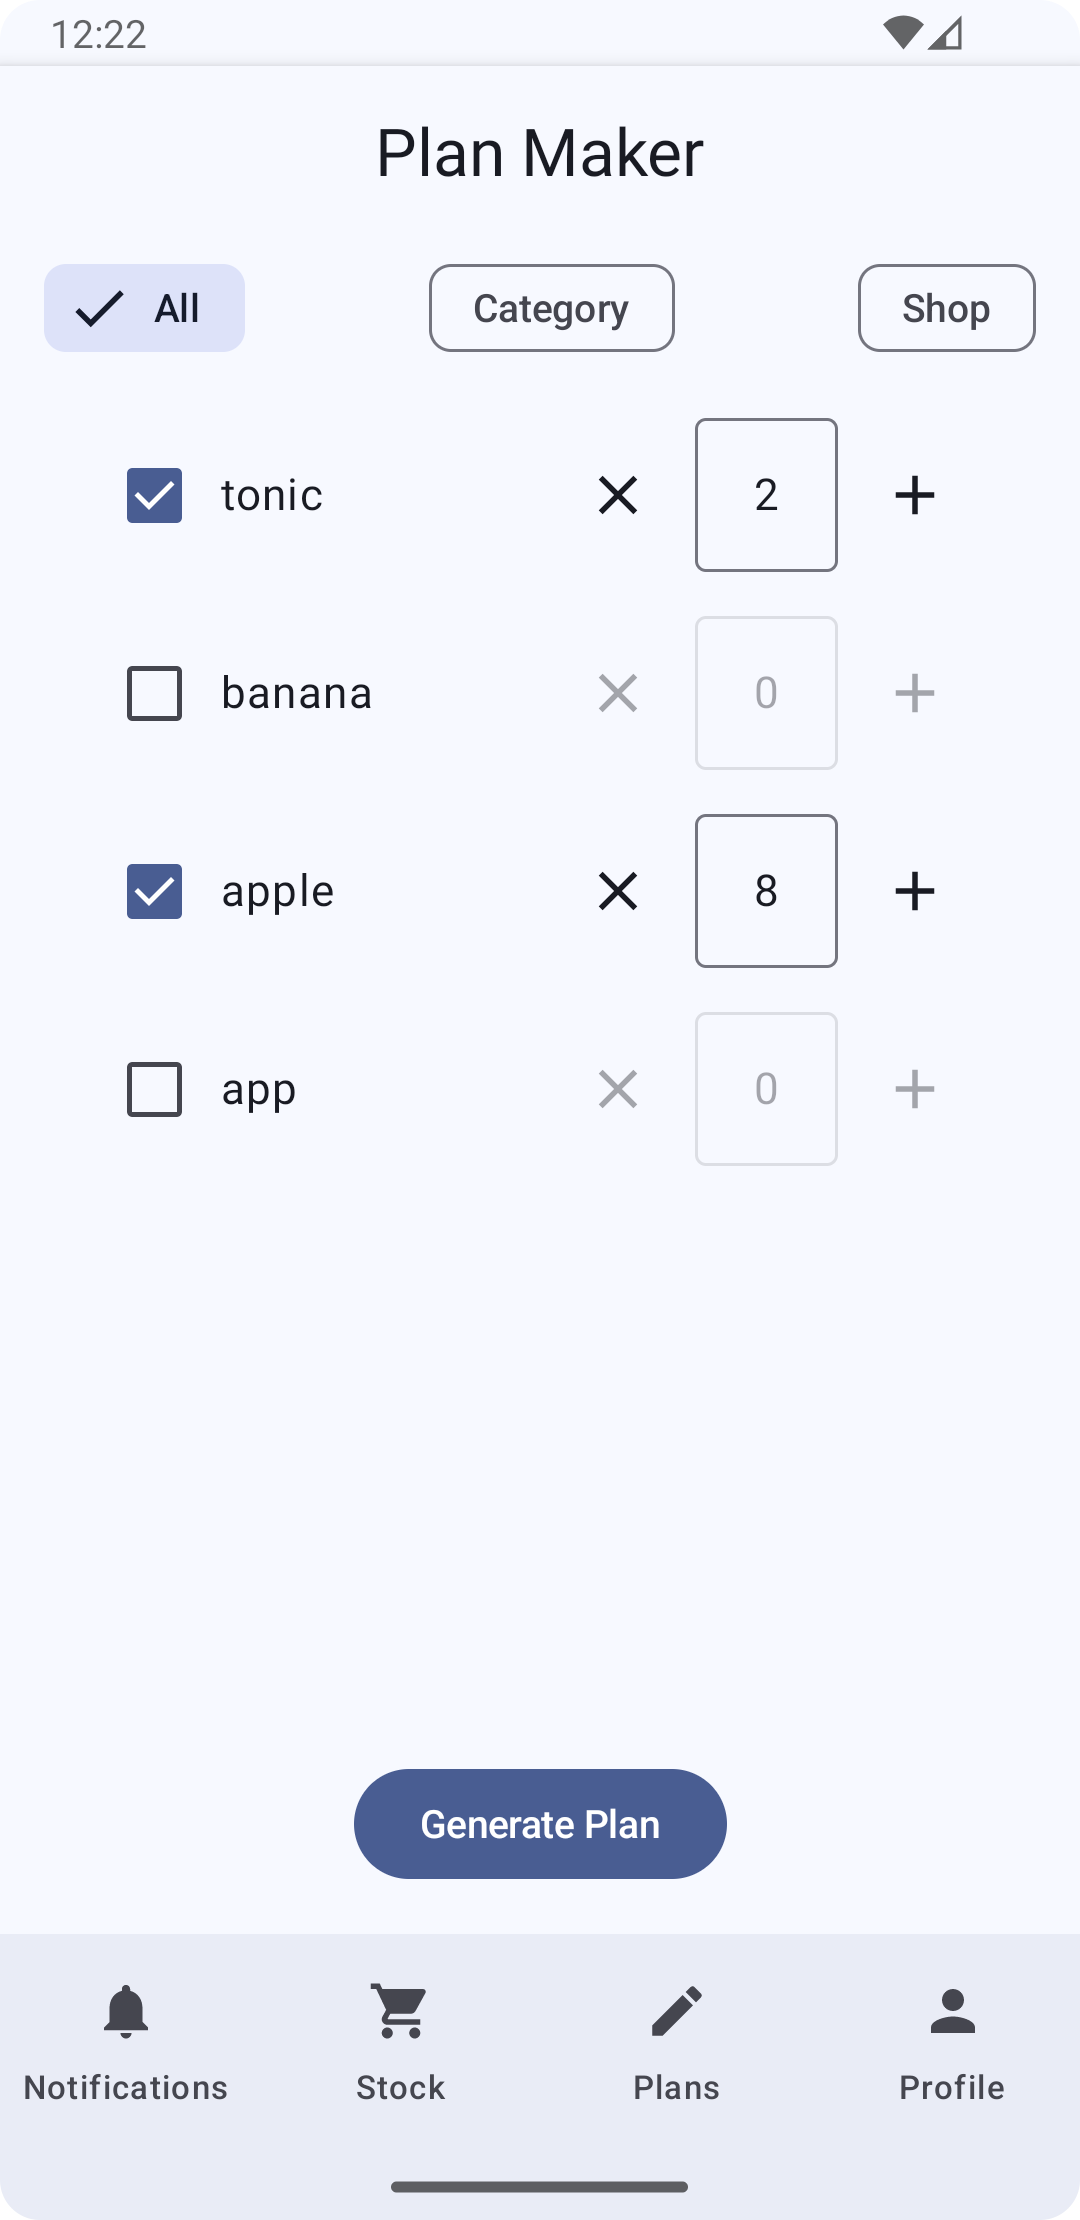 12:22
Plan Maker
All Category Shop
tonic 2
banana 0
apple 8
app 0
Generate Plan
Notifications Stock Plans Profile